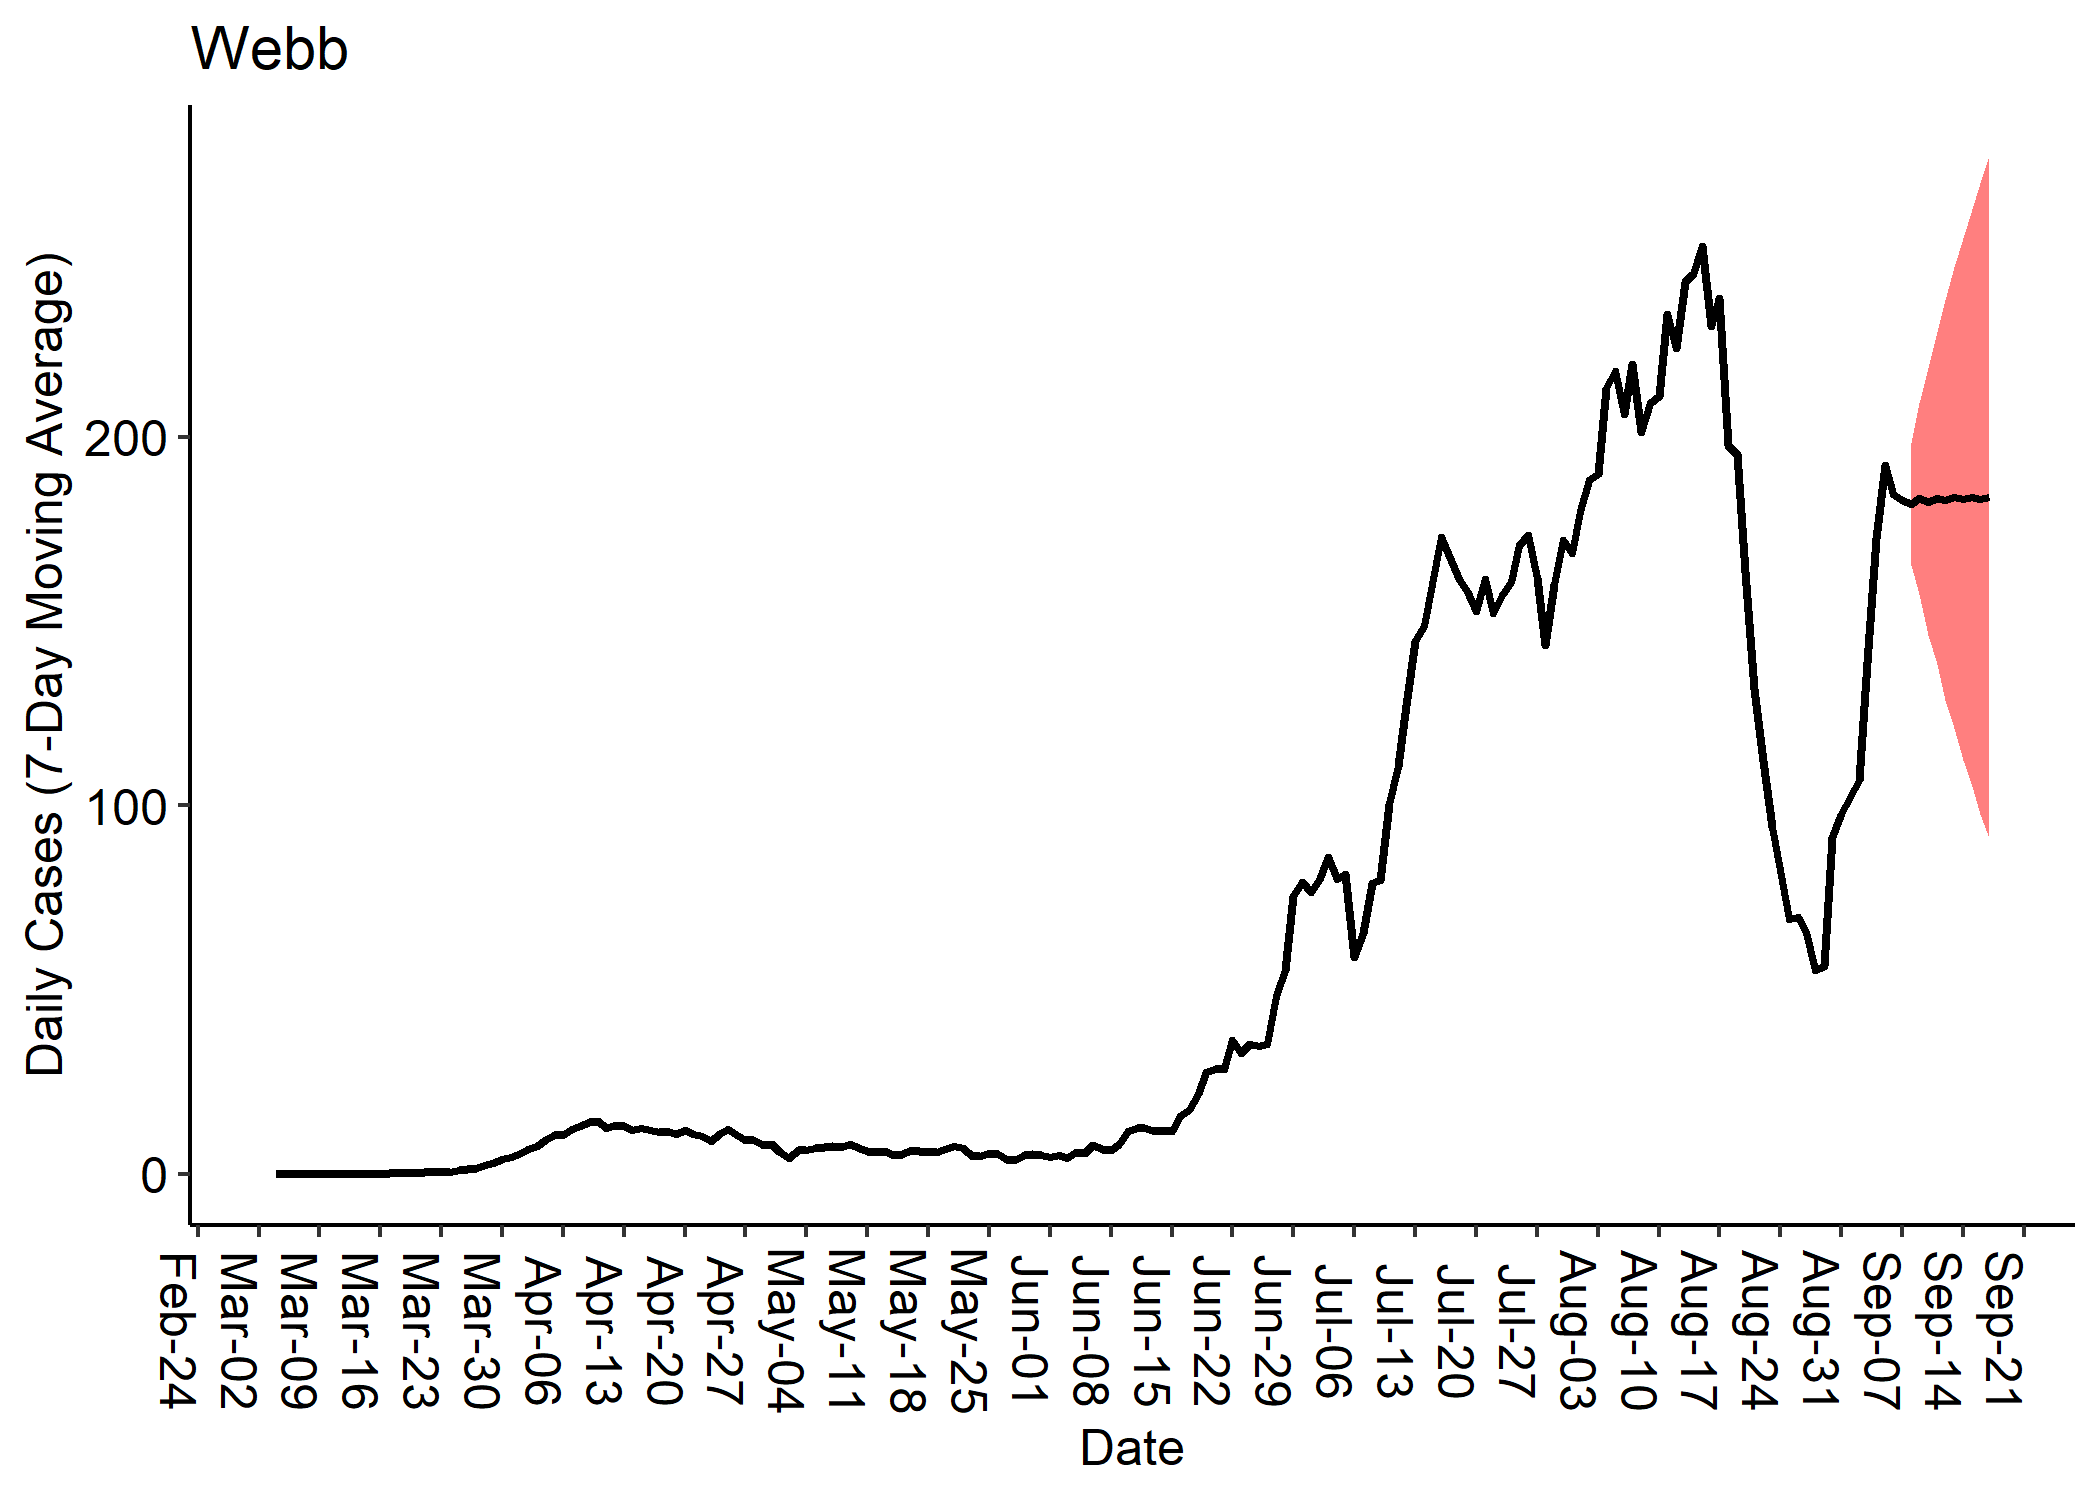 Webb
Daily Cases (7-Day Moving Average)
200
100
0
Feb-24
Mar-02
Mar-09
Mar-16
Mar-23
Mar-30
Apr-06
Apr-13
Apr-20
Apr-27
May-04
May-11
May-18
May-25
Jun-01
Jun-08
Jun-15
Jun-22
Jun-29
Jul-06
Jul-13
Jul-20
Jul-27
Aug-03
Aug-10
Aug-17
Aug-24
Aug-31
Sep-07
Sep-14
Sep-21
Date